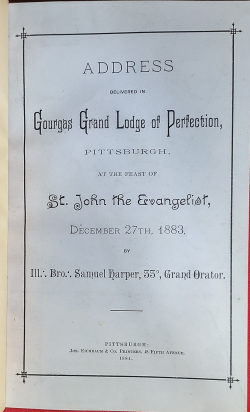 ADDRESS
DELIVERED IN
Gourgas Grand Lodge of Perfection,
PITTSBURGH,
AT THE FEAST OF
St. John the Evangelist,
DECEMBER 27TH, 1883,
BY
Ill∴ Bro∴ Samuel Harper, 33°, Grand Orator.
PITTSBURGH:
JOS. EICHBAUM & CO. PRINTERS, 48 FIFTH AVENUE.
1884.